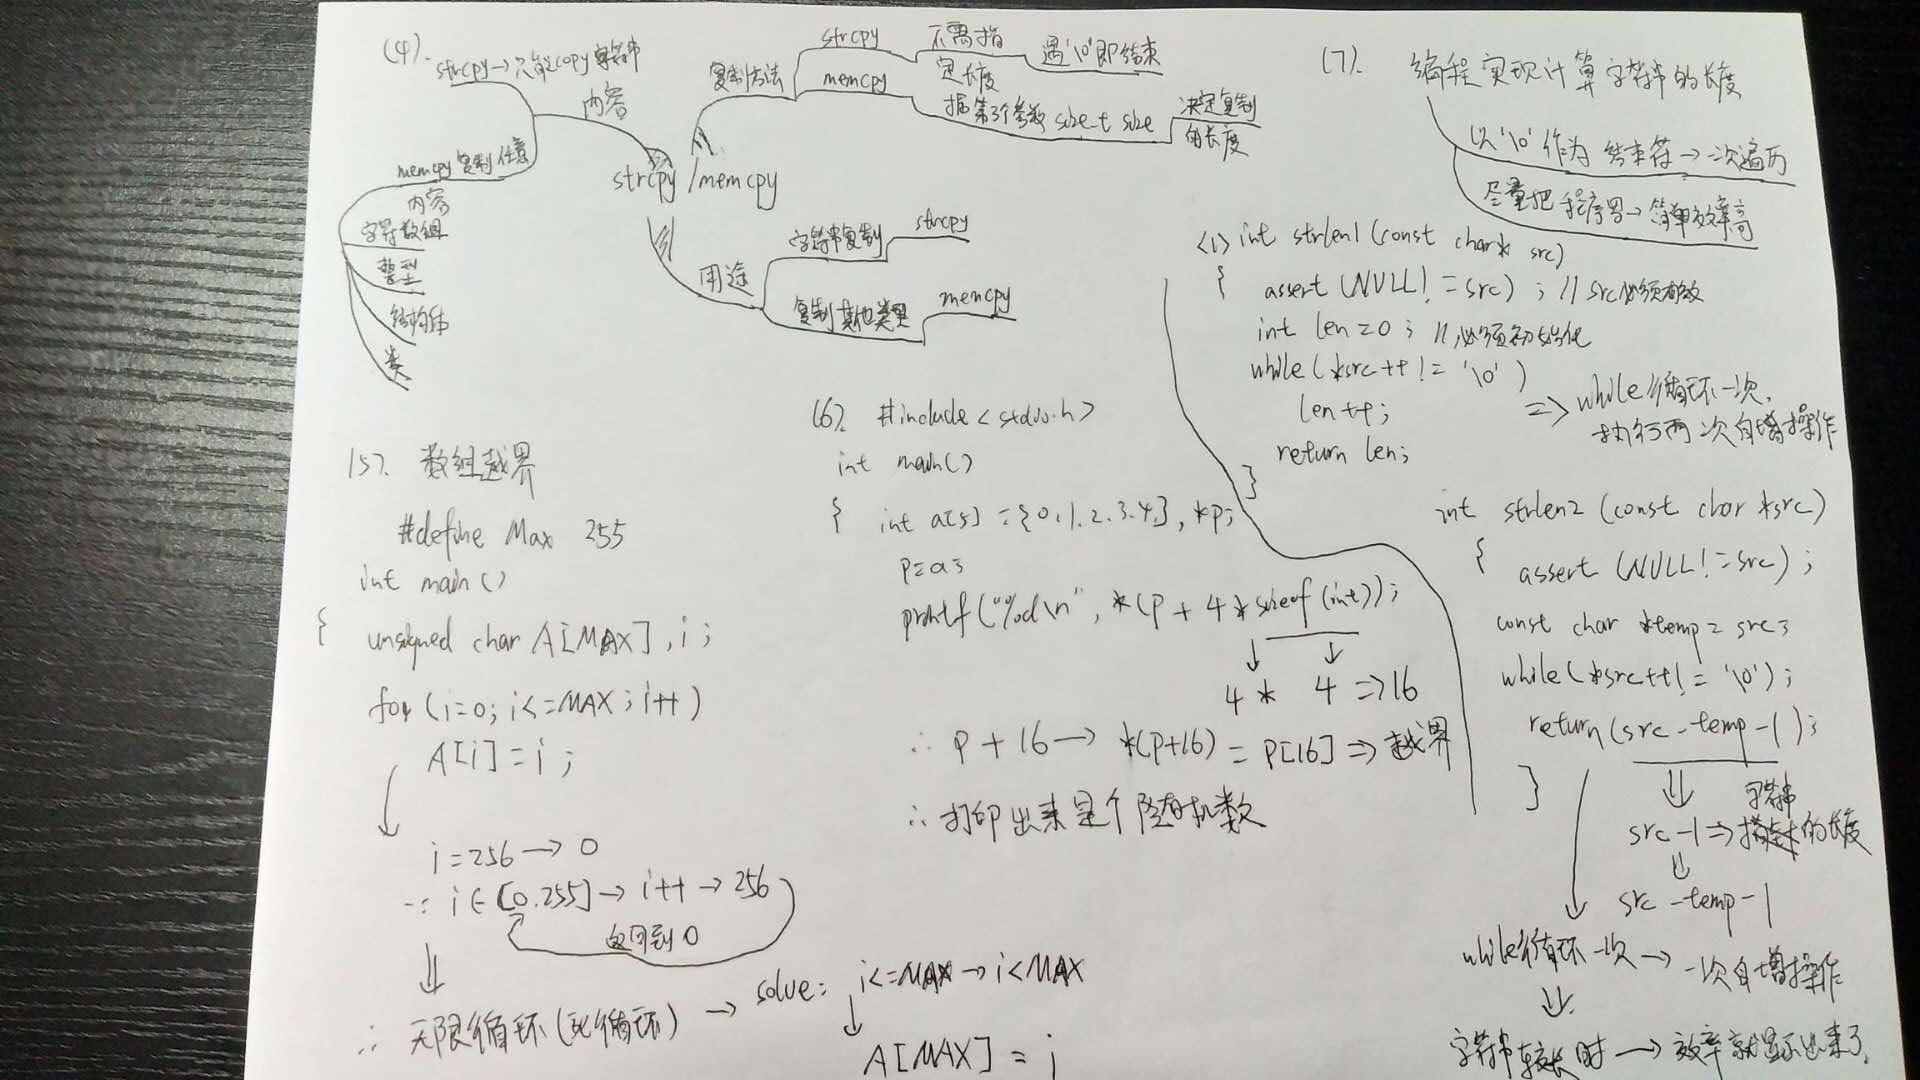 (4).
strcpy→只能copy字符串
内容
memcpy 复制任意
内容
字符数组
整型
结构体
类
strcpy/memcpy
复制方法
strcpy
不需指
定长度
遇'\0'即结束
memcpy
据第3个参数 size-t size
决定复制
的长度
用途
字符串复制
strcpy
复制其他类型
memcpy
(5). 数组越界
#define Max 255
int main()
{ unsigned char A[MAX], i;
for (i=0; i<=MAX; i++)
A[i] = i;
i=256 → 0
∵ i∈[0.255] → i++ → 256
返回到0
∴ 无限循环(死循环) → solve: i<=MAX → i<MAX
A[MAX] = i
(6). #include<stdio.h>
int main()
{ int a[5] = {0,1.2.3.4.}, *p;
p=a;
printf("%d\n", *(p + 4 * sizeof(int));
4 * 4 ⇒ 16
∴ p + 16 → *(p+16) = p[16] ⇒ 越界
∴ 打印出来是个随机数
(7). 编程实现计算字符串的长度
以'\0'作为 结束符→一次遍历
尽量把程序写→简单效率高
<1> int strlen1 (const char* src)
{ assert (NULL != src) ; // src必须有效
int len=0 ; // 必须初始化
while(*src++ != '\0')
len++;
return len;
}
⇒ while循环一次,
执行两次自增操作
int strlen2 (const char *src)
{ assert (NULL != src) ;
const char *temp = src;
while(*src++ != '\0') ;
return (src - temp - 1) ;
}
src - 1 ⇒ 字符串的长度
src - temp - 1
while循环一次 → 一次自增操作
字符串较长时 → 效率就显示出来了.